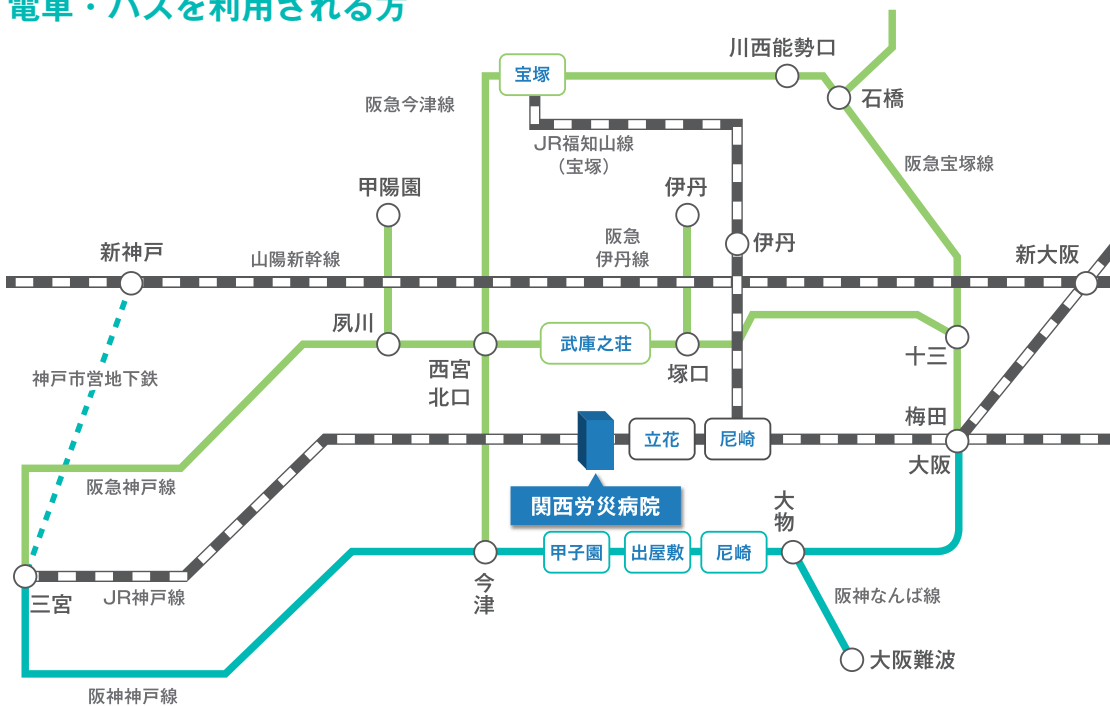 電車・バスを利用される方
川西能勢口
宝塚
石橋
阪急今津線
JR福知山線
（宝塚）
阪急宝塚線
甲陽園
伊丹
新神戸
山陽新幹線
阪急
伊丹線
伊丹
新大阪
夙川
西宮
北口
武庫之荘
塚口
十三
神戸市営地下鉄
梅田
立花
尼崎
大阪
阪急神戸線
関西労災病院
大
物
甲子園
出屋敷
尼崎
三宮
JR神戸線
今
津
阪神なんば線
大阪難波
阪神神戸線